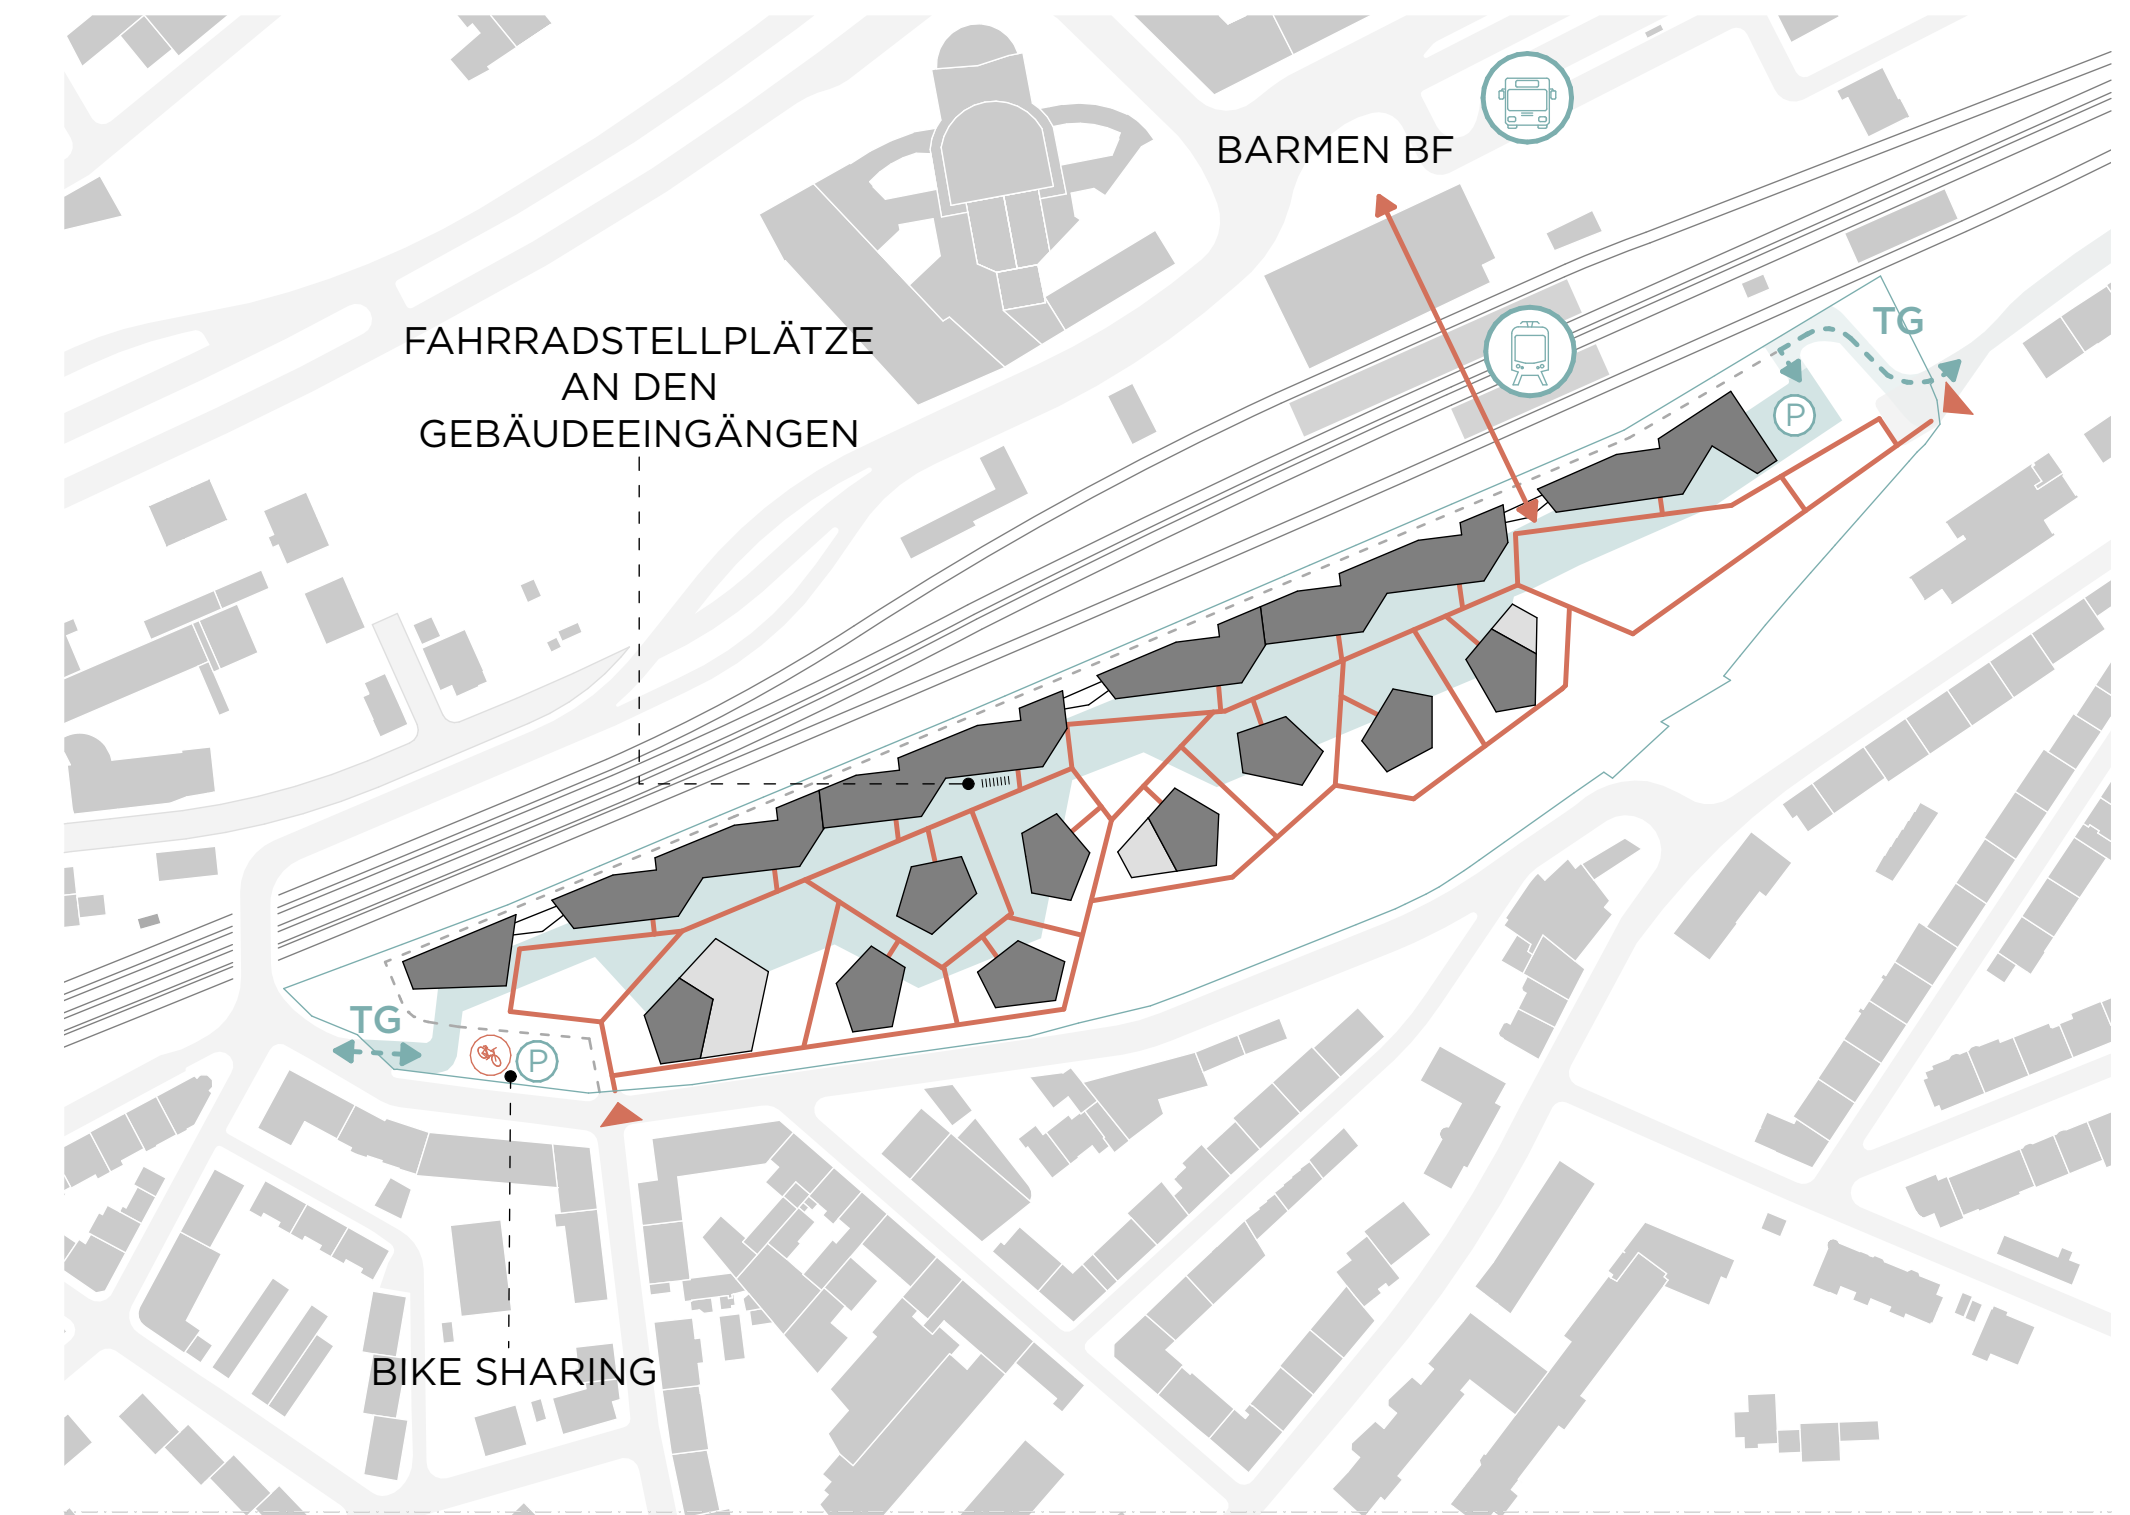 BARMEN BF
TG
FAHRRADSTELLPLÄTZE
AN DEN
GEBÄUDEEINGÄNGEN
P
TG
P
BIKE SHARING